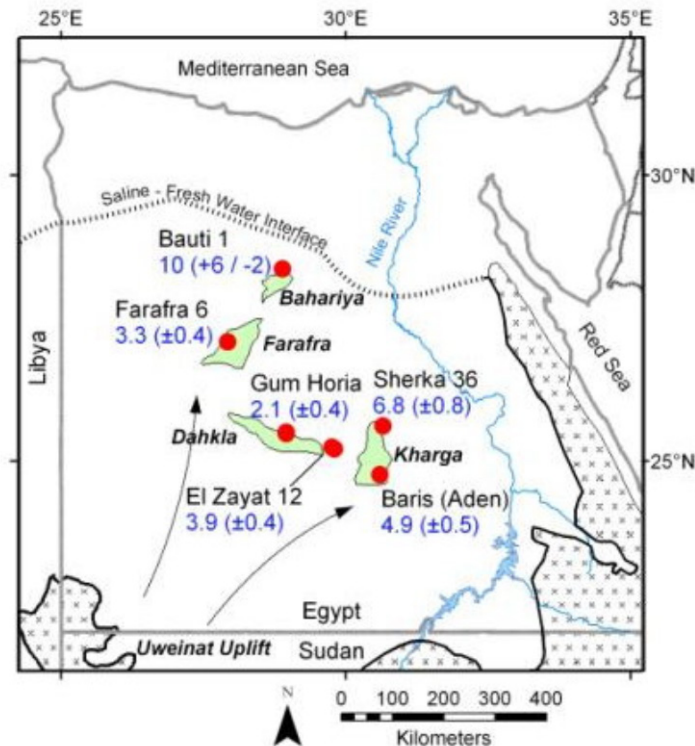 25°E 30°E 35°E
Mediterranean Sea
30°N
Saline - Fresh Water Interface
Nile River
Bauti 1
10 (+6 / -2)
Bahariya
Farafra 6
3.3 (±0.4)
Farafra
Libya
Red Sea
Gum Horia
2.1 (±0.4)
Sherka 36
6.8 (±0.8)
Dahkla
Kharga
25°N
El Zayat 12
3.9 (±0.4)
Baris (Aden)
4.9 (±0.5)
Egypt
Uweinat Uplift
Sudan
N
0 100 200 300 400
Kilometers